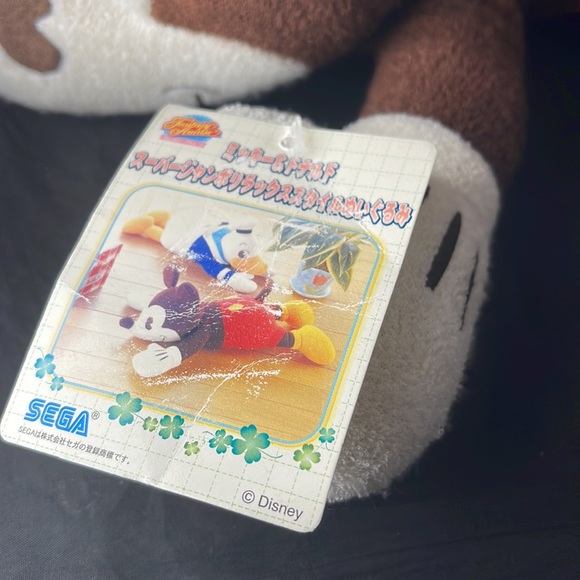 ミッキー&ドナルド
スーパージャンボリラックススタイルぬいぐるみ
SEGA®
SEGAは株式会社セガの登録商標です。
© Disney